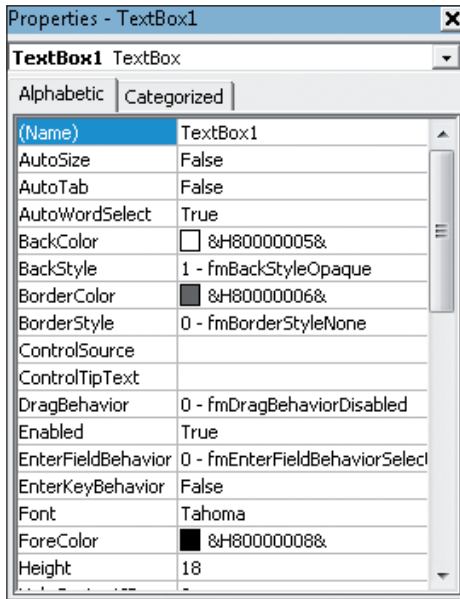 Properties - TextBox1
TextBox1 TextBox
Alphabetic Categorized
(Name) TextBox1
AutoSize False
AutoTab False
AutoWordSelect True
BackColor &H80000005&
BackStyle 1 - fmBackStyleOpaque
BorderColor &H80000006&
BorderStyle 0 - fmBorderStyleNone
ControlSource
ControlTipText
DragBehavior 0 - fmDragBehaviorDisabled
Enabled True
EnterFieldBehavior 0 - fmEnterFieldBehaviorSelect
EnterKeyBehavior False
Font Tahoma
ForeColor &H80000008&
Height 18